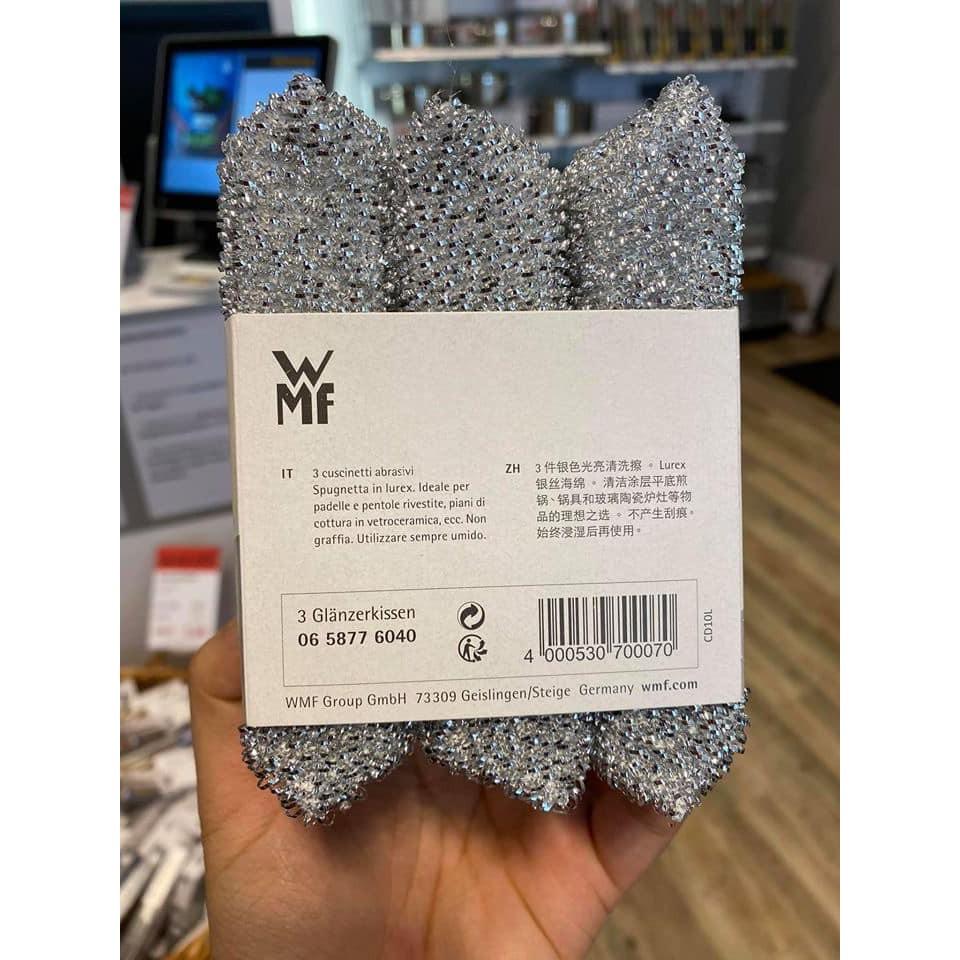 WMF
IT 3 cuscinetti abrasivi
Spugnetta in lurex. Ideale per
padelle e pentole rivestite, piani di
cottura in vetroceramica, ecc. Non
graffia. Utilizzare sempre umido.
ZH 3 件银色光亮清洗擦。Lurex
银丝海绵。清洁涂层平底煎
锅、锅具和玻璃陶瓷炉灶等物
品的理想之选。不产生刮痕。
始终浸湿后再使用。
3 Glänzerkissen
06 5877 6040
4 000530 700070
CD10L
WMF Group GmbH 73309 Geislingen/Steige Germany wmf.com